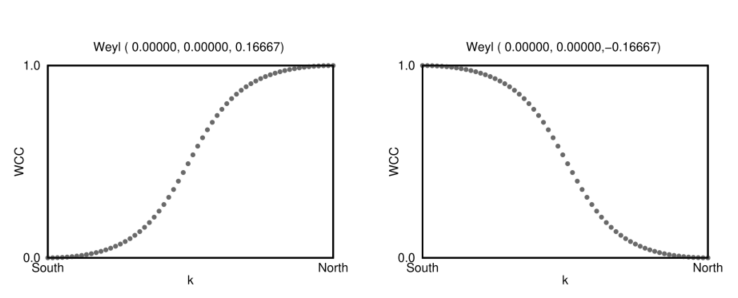 Weyl ( 0.00000, 0.00000, 0.16667)
1.0
WCC
0.0
South
North
k
Weyl ( 0.00000, 0.00000,−0.16667)
1.0
WCC
0.0
South
North
k